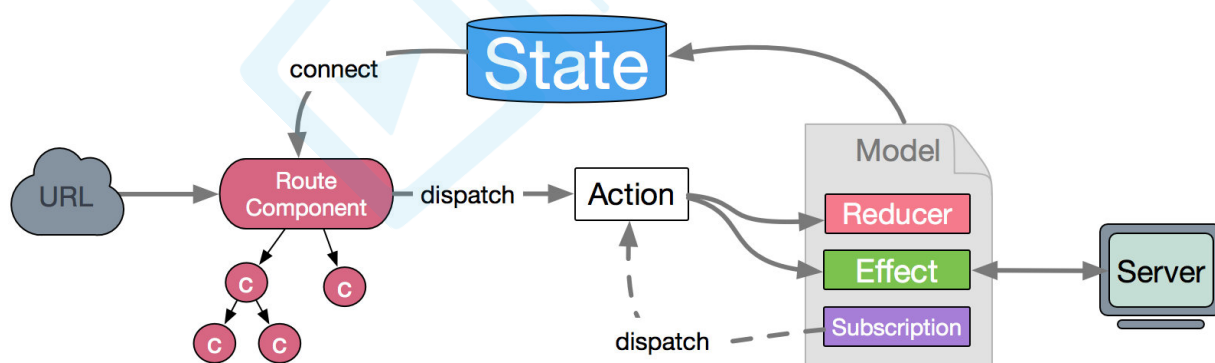 State
connect
Model
URL
Route
Component
dispatch
Action
Reducer
Effect
Server
Subscription
dispatch
C
C
C
C